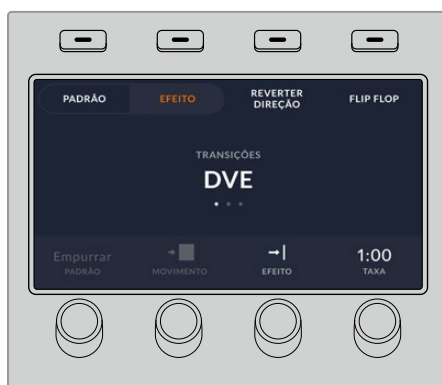 PADRÃO
EFEITO
REVERTER
DIREÇÃO
FLIP FLOP
TRANSIÇÕES
DVE
Empurrar
PADRÃO
MOVIMENTO
EFEITO
1:00
TAXA